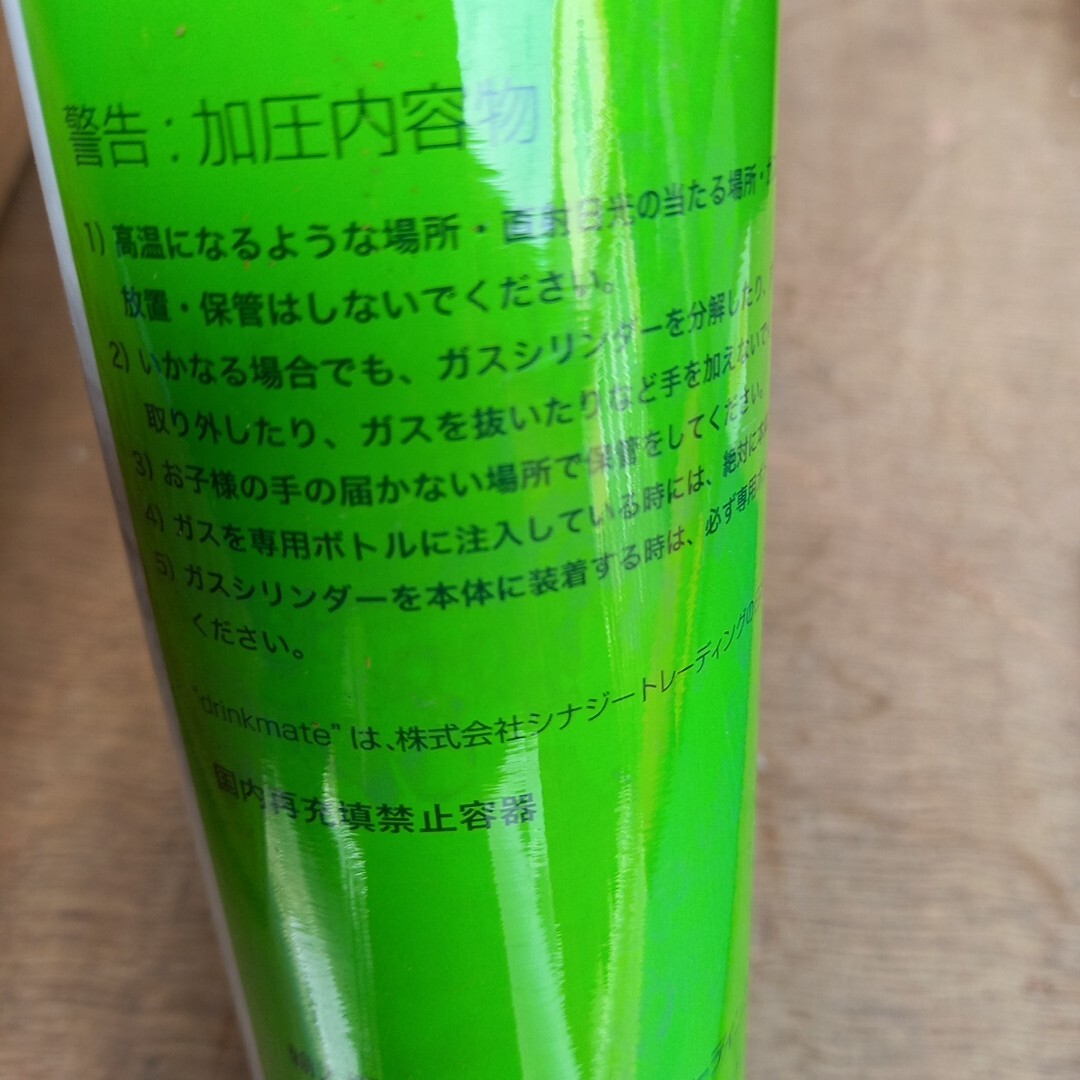 警告：加圧内容物
1) 高温になるような場所・直射日光の当たる場所・
放置・保管はしないでください。
2) いかなる場合でも、ガスシリンダーを分解したり、
取り外したり、ガスを抜いたりなど手を加えないで
3) お子様の手の届かない場所で保管をしてください。
4) ガスを専用ボトルに注入している時には、絶対に本
5) ガスシリンダーを本体に装着する時は、必ず専用
ください。
"drinkmate"は、株式会社シナジートレーディングの
国内再充填禁止容器